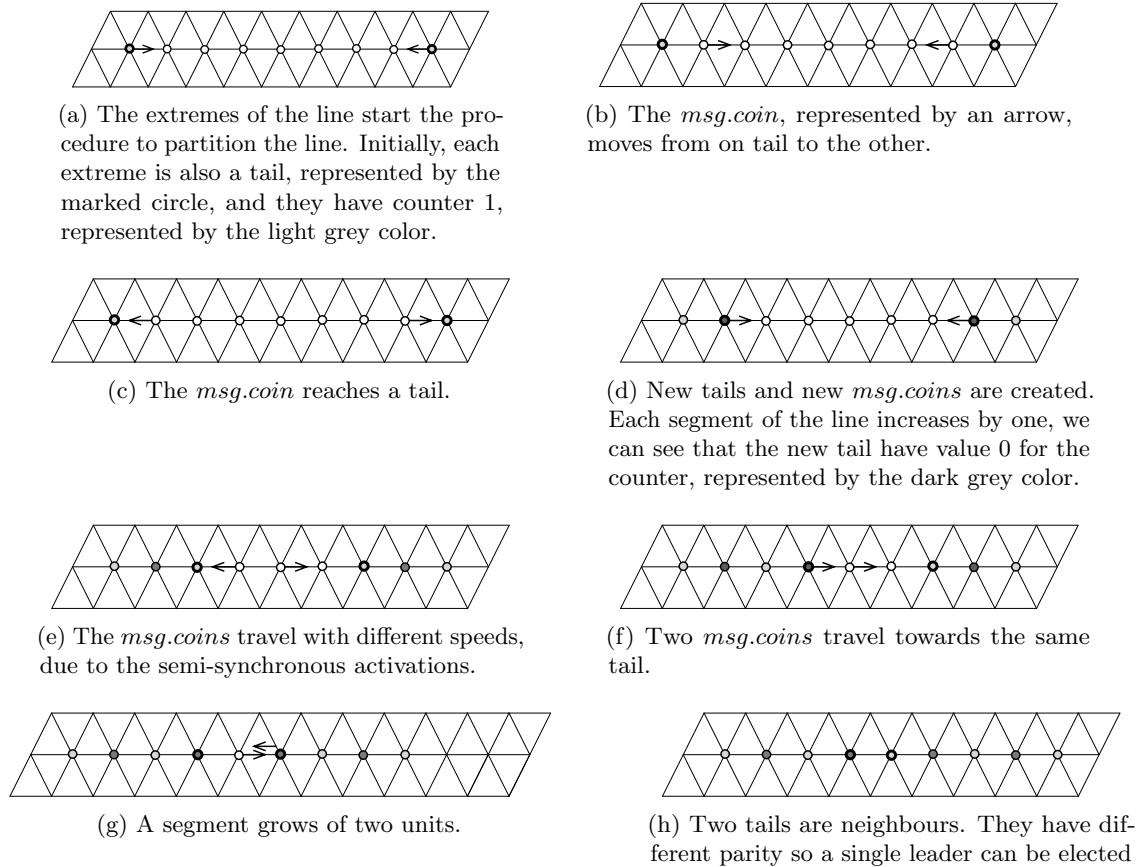 (a) The extremes of the line start the pro-
cedure to partition the line. Initially, each
extreme is also a tail, represented by the
marked circle, and they have counter 1,
represented by the light grey color.
(b) The msg.coin, represented by an arrow,
moves from on tail to the other.
(c) The msg.coin reaches a tail.
(d) New tails and new msg.coins are created.
Each segment of the line increases by one, we
can see that the new tail have value 0 for the
counter, represented by the dark grey color.
(e) The msg.coins travel with different speeds,
due to the semi-synchronous activations.
(f) Two msg.coins travel towards the same
tail.
(g) A segment grows of two units.
(h) Two tails are neighbours. They have dif-
ferent parity so a single leader can be elected